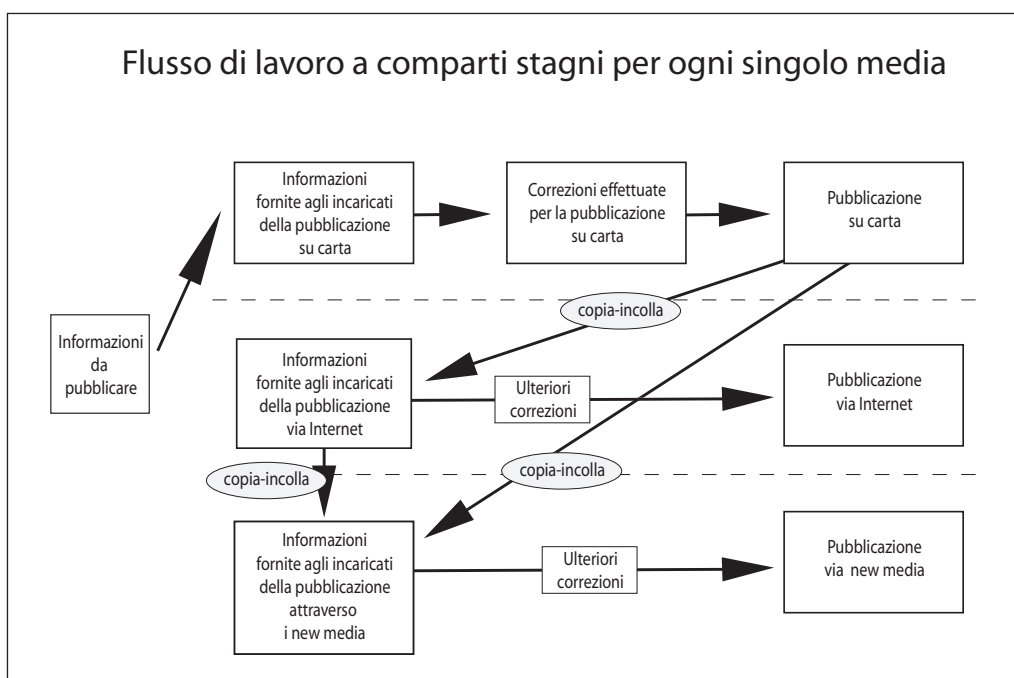 Flusso di lavoro a comparti stagni per ogni singolo media
Informazioni
fornite agli incaricati
della pubblicazione
su carta
Correzioni effettuate
per la pubblicazione
su carta
Pubblicazione
su carta
copia-incolla
Informazioni
da
pubblicare
Informazioni
fornite agli incaricati
della pubblicazione
via Internet
Ulteriori
correzioni
Pubblicazione
via Internet
copia-incolla
copia-incolla
Informazioni
fornite agli incaricati
della pubblicazione
attraverso
i new media
Ulteriori
correzioni
Pubblicazione
via new media